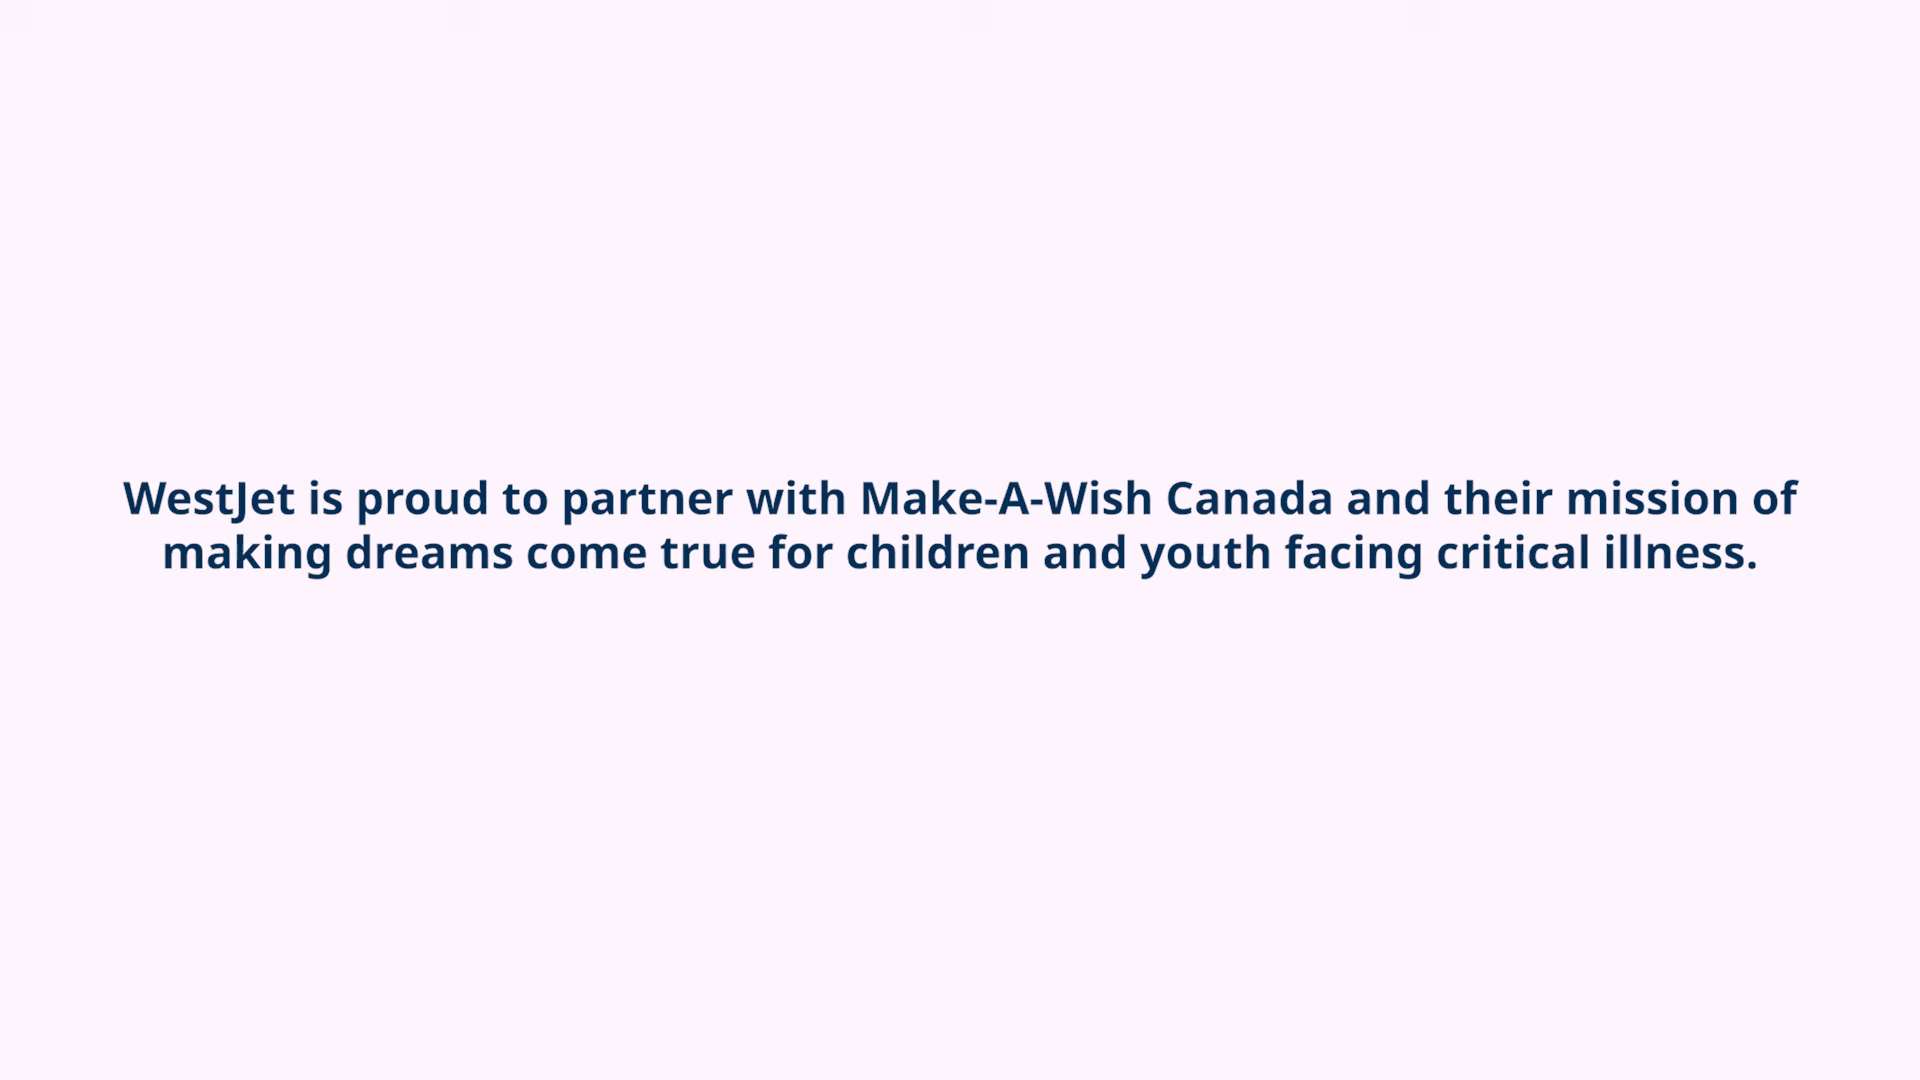 WestJet is proud to partner with Make-A-Wish Canada and their mission of
making dreams come true for children and youth facing critical illness.